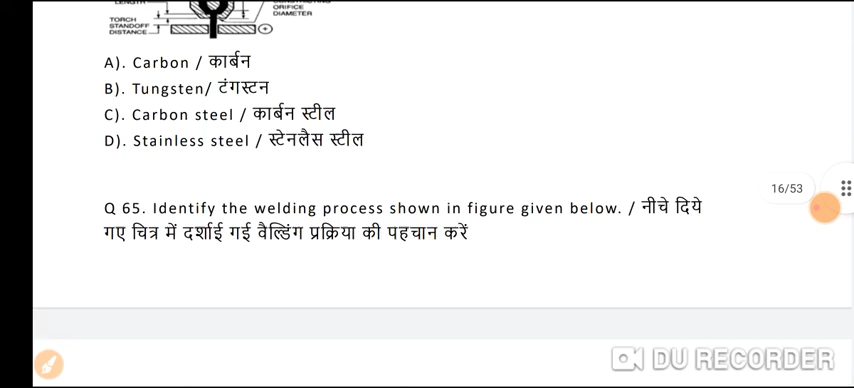 TORCH
STANDOFF
DISTANCE
ORIFICE
DIAMETER
A). Carbon / कार्बन
B). Tungsten/ टंगस्टन
C). Carbon steel / कार्बन स्टील
D). Stainless steel / स्टेनलैस स्टील
16/53
Q 65. Identify the welding process shown in figure given below. / नीचे दिये
गए चित्र में दर्शाई गई वैल्डिंग प्रक्रिया की पहचान करें
DU RECORDER